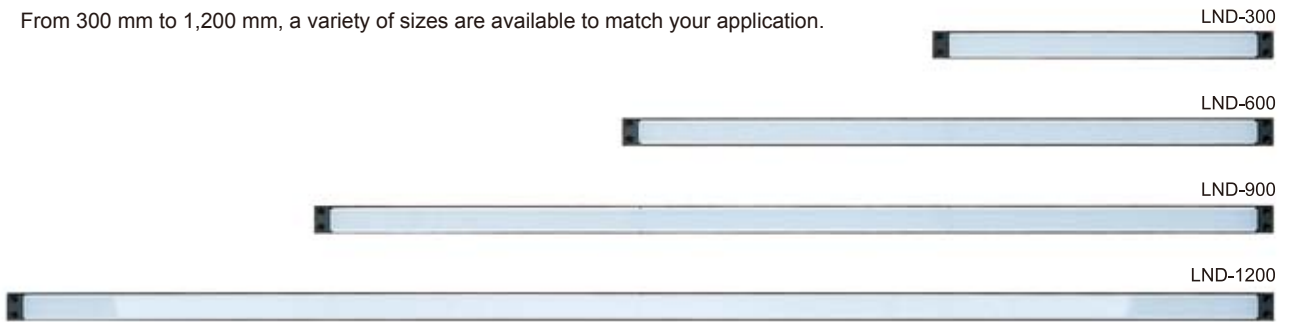 From 300 mm to 1,200 mm, a variety of sizes are available to match your application.
LND-300
LND-600
LND-900
LND-1200